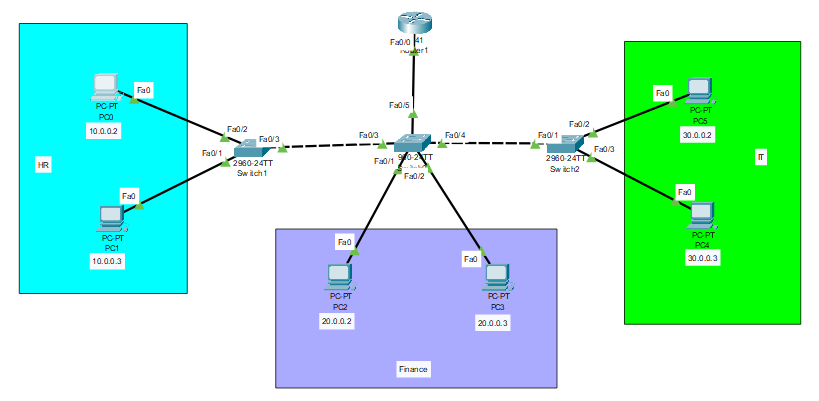 Fa0/0
41
Fa0
PC-PT
PC0
10.0.0.2
Fa0/2
Fa0/1
Fa0/3
2960-24TT
Switch1
HR
Fa0
PC-PT
PC1
10.0.0.3
Fa0/5
Fa0/3
Fa0/4
Fa0/1
Fa0/2
Fa0/1
Fa0/2
Fa0/3
2960-24TT
Switch2
Fa0
PC-PT
PC5
30.0.0.2
IT
Fa0
PC-PT
PC4
30.0.0.3
Fa0
PC-PT
PC2
20.0.0.2
Fa0
PC-PT
PC3
20.0.0.3
Finance